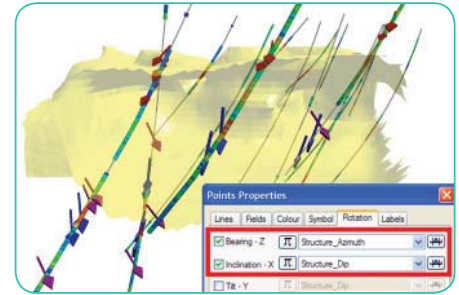 Points Properties
Lines Fields Colour Symbol Rotation Labels
Bearing - Z π Structure_Azimuth
Inclination - X π Structure_Dip
Tilt - Y π Structure_Dip